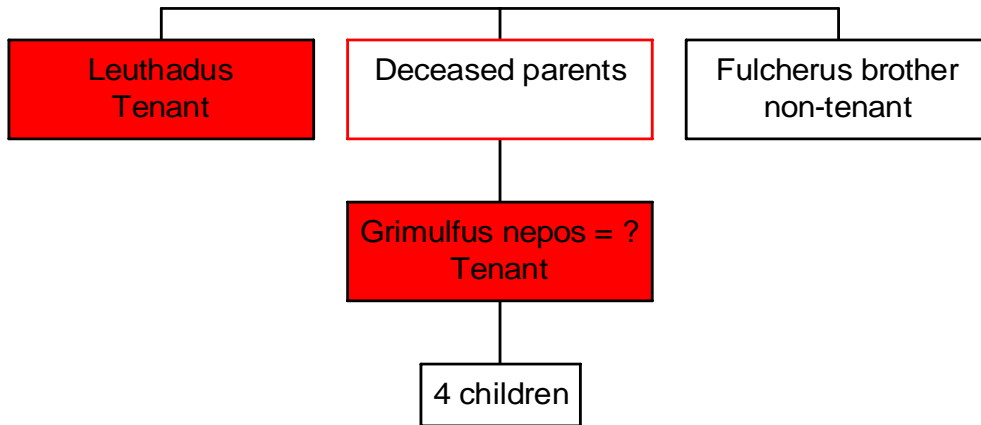 Leuthadus
Tenant
Deceased parents
Fulcherus brother
non-tenant
Grimulfus nepos = ?
Tenant
4 children